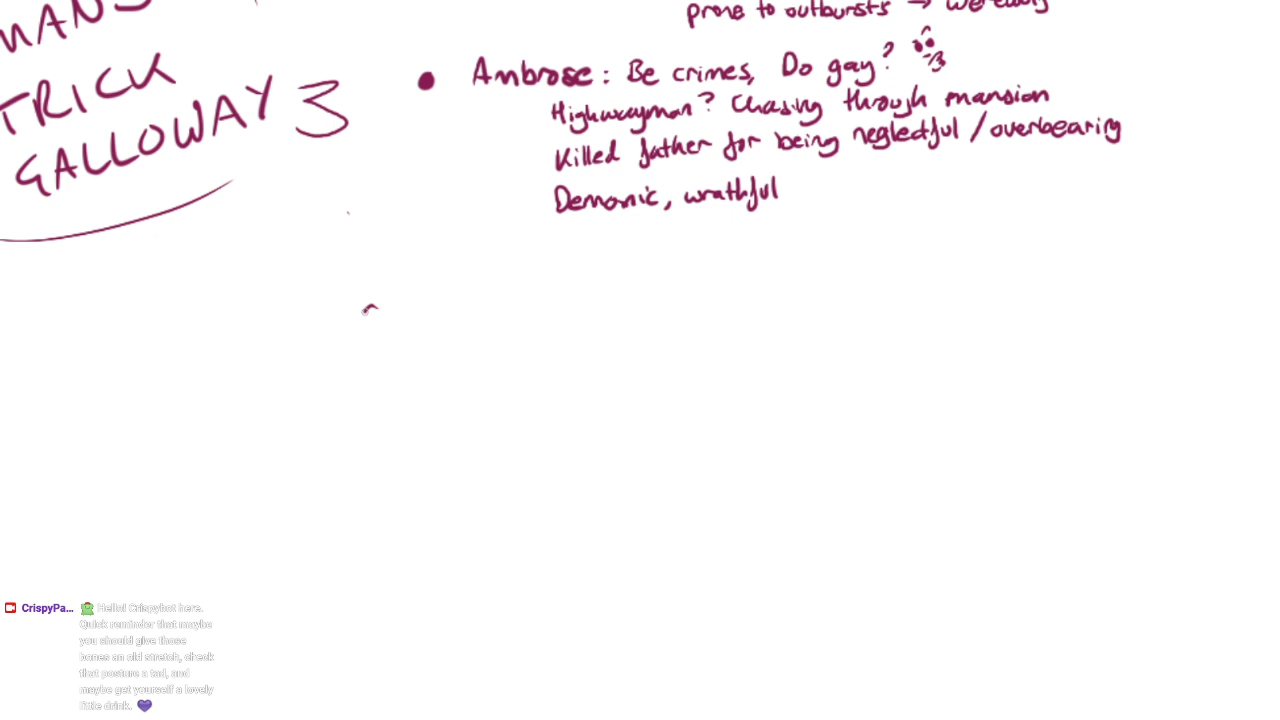 MANS
TRICK
GALLOWAY 3
prone to outbursts →
Ambrose: Be crimes, Do gay?
Highwayman? Chasing through mansion
Killed father for being neglectful / overbearing
Demonic, wrathful
CrispyPa... Hello! Crispybot here.
Quick reminder that maybe
you should give those
bones an old stretch, check
that posture a tad, and
maybe get yourself a lovely
little drink.